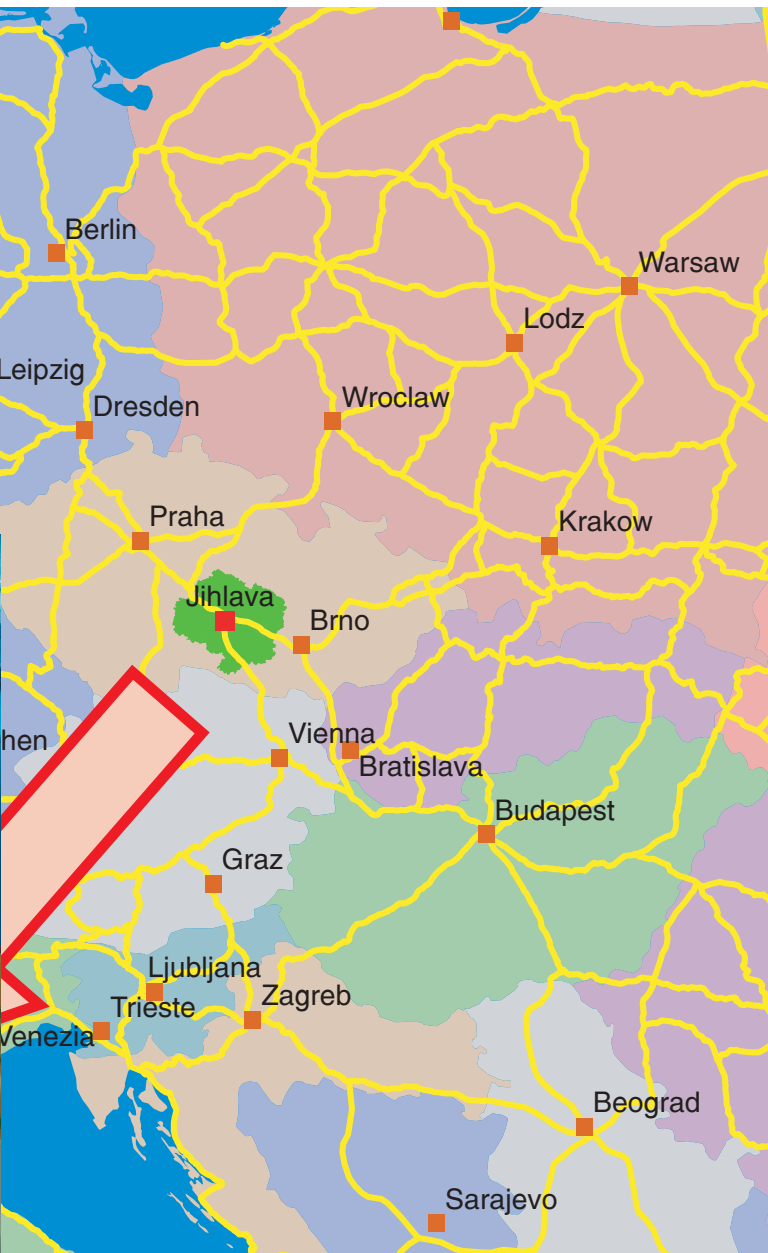 Berlin
Warsaw
Lodz
Leipzig
Dresden
Wroclaw
Praha
Krakow
Jihlava
Brno
hen
Vienna
Bratislava
Budapest
Graz
Ljubljana
Zagreb
Trieste
Venezia
Beograd
Sarajevo